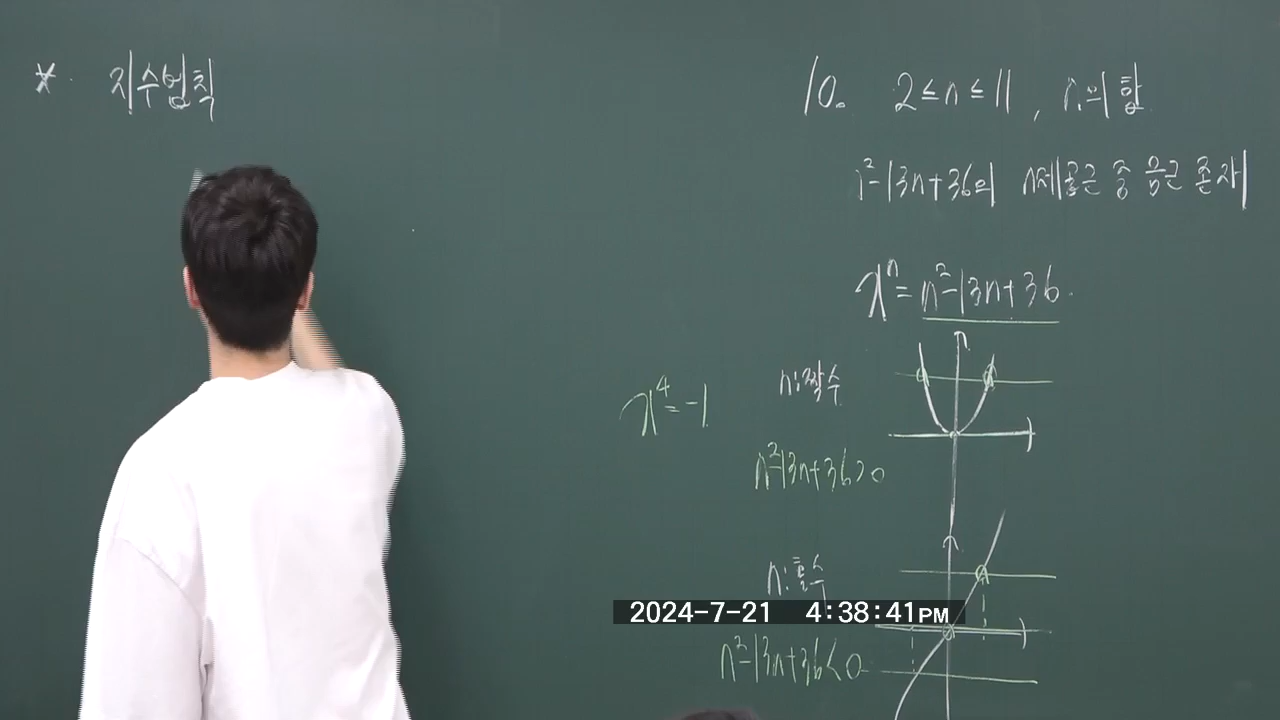 * 지수법칙
10. 2≤n≤11, n의 합
n²-13n+36의 n제곱근 중 음근 존재
xⁿ = n²-13n+36.
n:짝수
x⁴=-1
n²-13n+36>0
n:홀수
2024-7-21 4:38:41PM
n²-13n+36<0